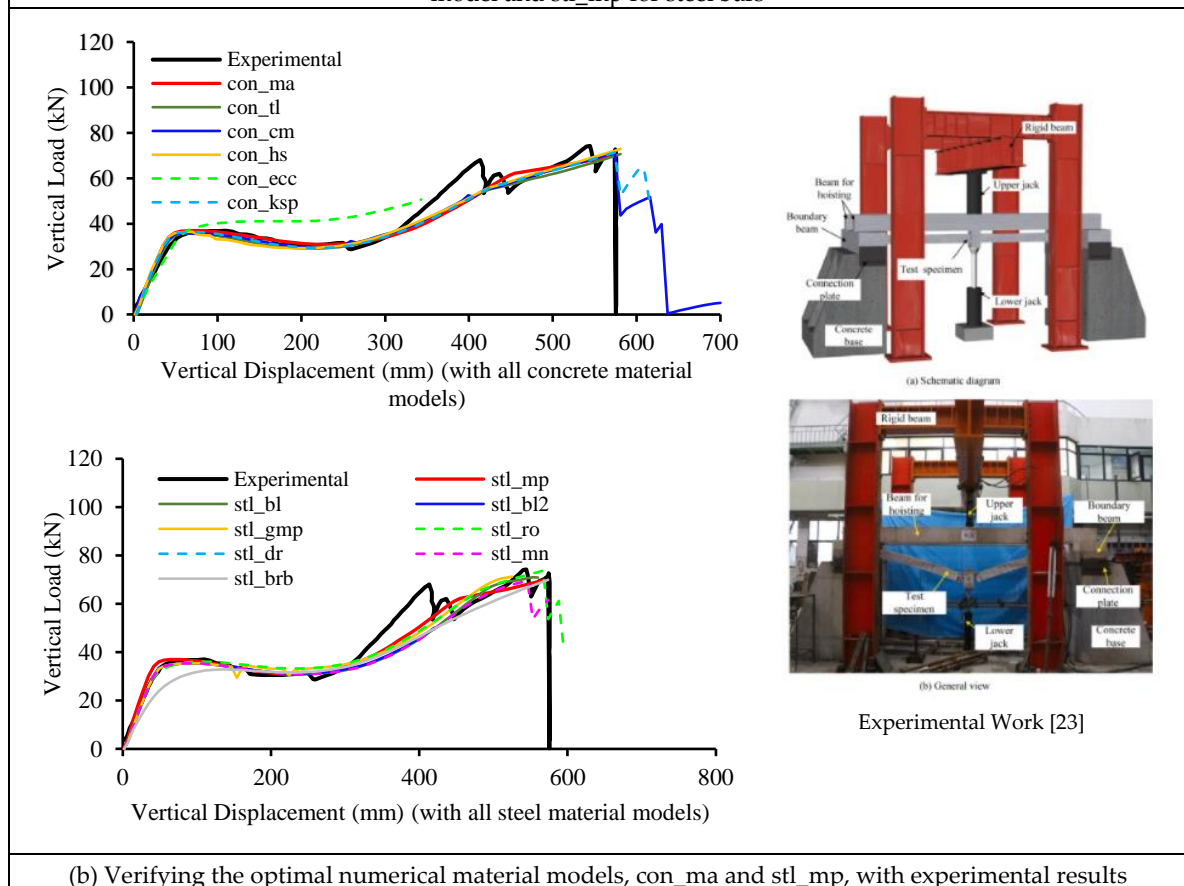 model and stl_mp for steel bars
120
100
80
60
40
20
0
Vertical Load (kN)
Experimental
con_ma
con_tl
con_cm
con_hs
con_ecc
con_ksp
0 100 200 300 400 500 600 700
Vertical Displacement (mm) (with all concrete material
models)
120
100
80
60
40
20
0
Vertical Load (kN)
Experimental stl_mp
stl_bl stl_bl2
stl_gmp stl_ro
stl_dr stl_mn
stl_brb
0 200 400 600 800
Vertical Displacement (mm) (with all steel material models)
Rigid beam
Upper jack
Beam for
hoisting
Boundary
beam
Test specimen
Connection
plate
Lower jack
Concrete
base
(a) Schematic diagram
Rigid beam
Beam for
hoisting
Upper
jack
Boundary
beam
Connection
plate
Test
specimen
Lower
jack
Concrete
base
(b) General view
Experimental Work [23]
(b) Verifying the optimal numerical material models, con_ma and stl_mp, with experimental results